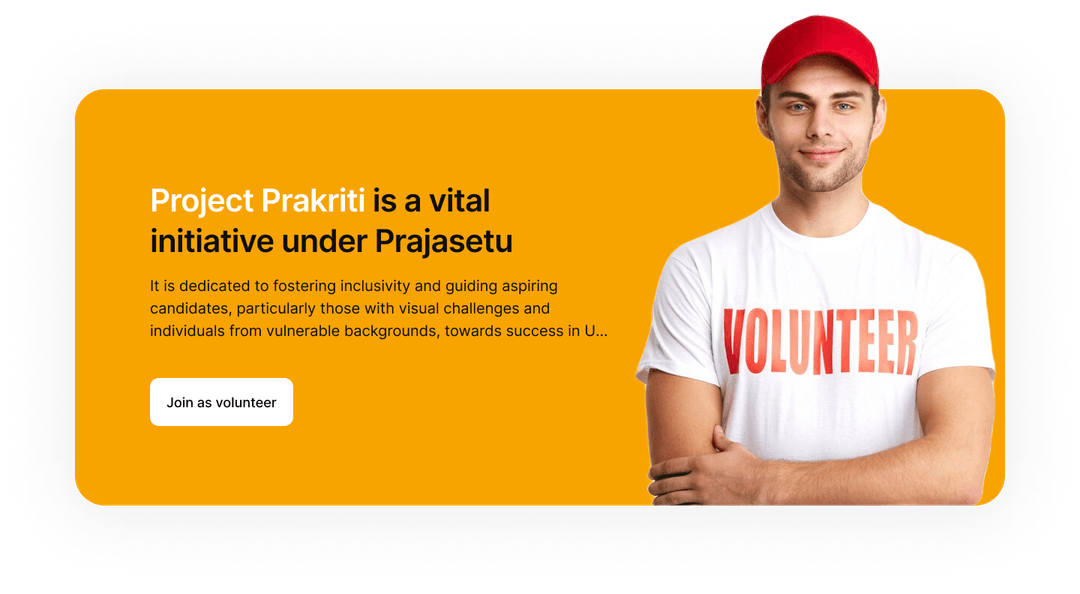 Project Prakriti is a vital
initiative under Prajasetu
It is dedicated to fostering inclusivity and guiding aspiring
candidates, particularly those with visual challenges and
individuals from vulnerable backgrounds, towards success in U...
Join as volunteer
VOLUNTEER